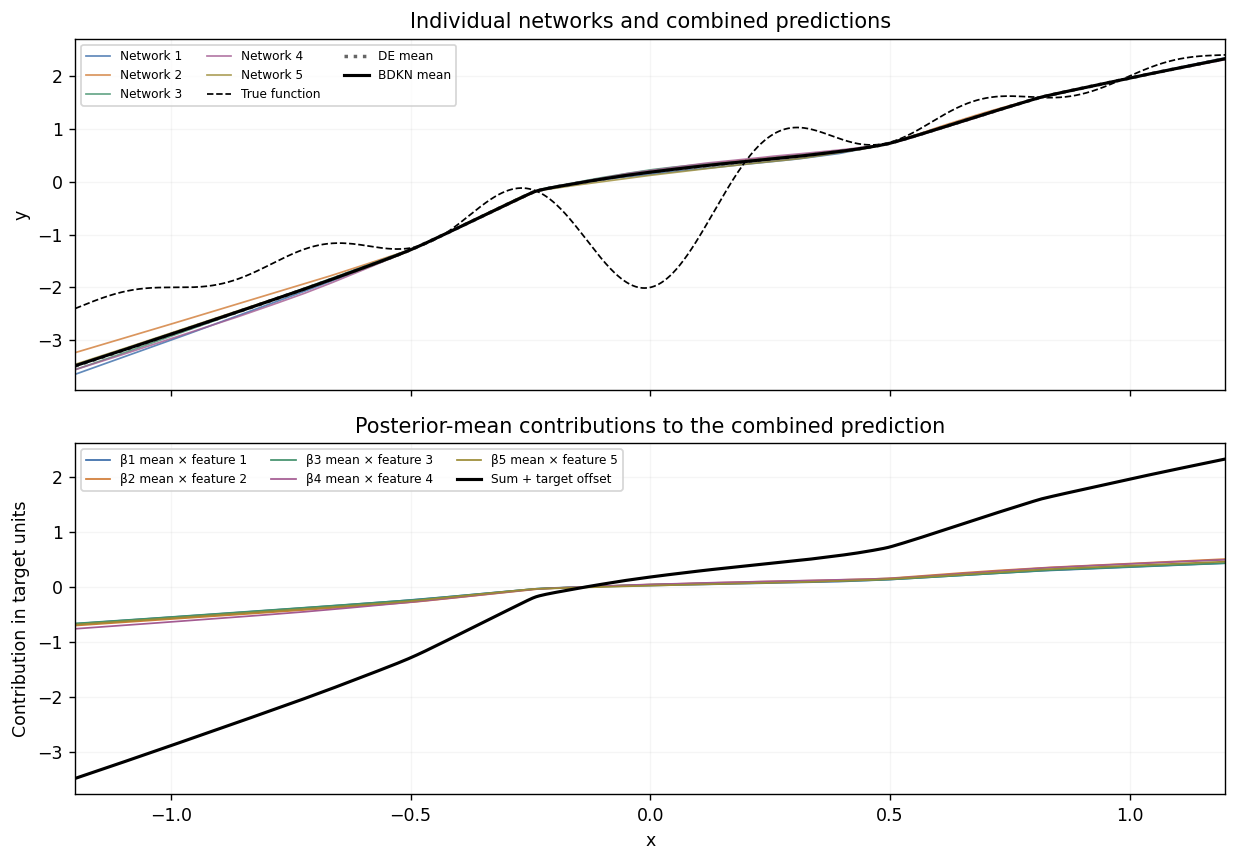 Individual networks and combined predictions
Network 1
Network 2
Network 3
Network 4
Network 5
True function
DE mean
BDKN mean
2
1
0
−1
−2
−3
y
Posterior-mean contributions to the combined prediction
β1 mean × feature 1
β2 mean × feature 2
β3 mean × feature 3
β4 mean × feature 4
β5 mean × feature 5
Sum + target offset
2
1
0
−1
−2
−3
Contribution in target units
−1.0
−0.5
0.0
0.5
1.0
x